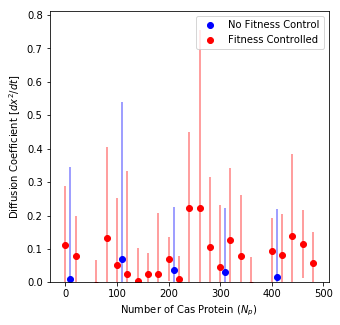 No Fitness Control
Fitness Controlled
0.8
0.7
0.6
0.5
0.4
0.3
0.2
0.1
0.0
Diffusion Coefficient [dx²/dt]
0 100 200 300 400 500
Number of Cas Protein (Nₚ)